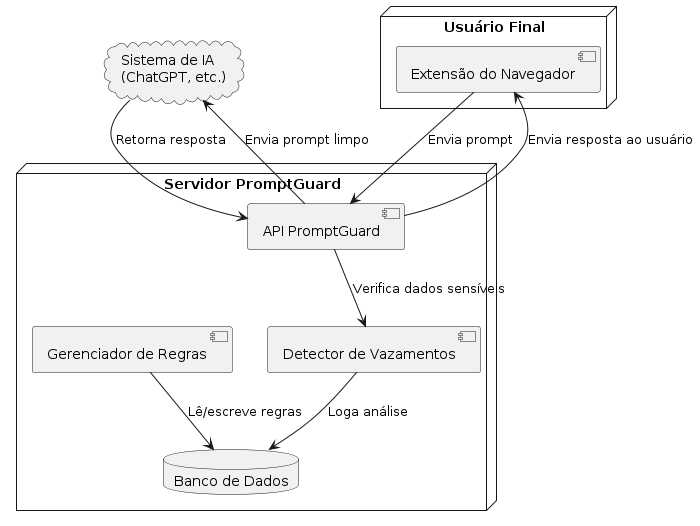 Usuário Final
Sistema de IA
(ChatGPT, etc.)
Extensão do Navegador
Retorna resposta
Envia prompt limpo
Envia prompt
Envia resposta ao usuário
Servidor PromptGuard
API PromptGuard
Verifica dados sensíveis
Gerenciador de Regras
Detector de Vazamentos
Lê/escreve regras
Loga análise
Banco de Dados